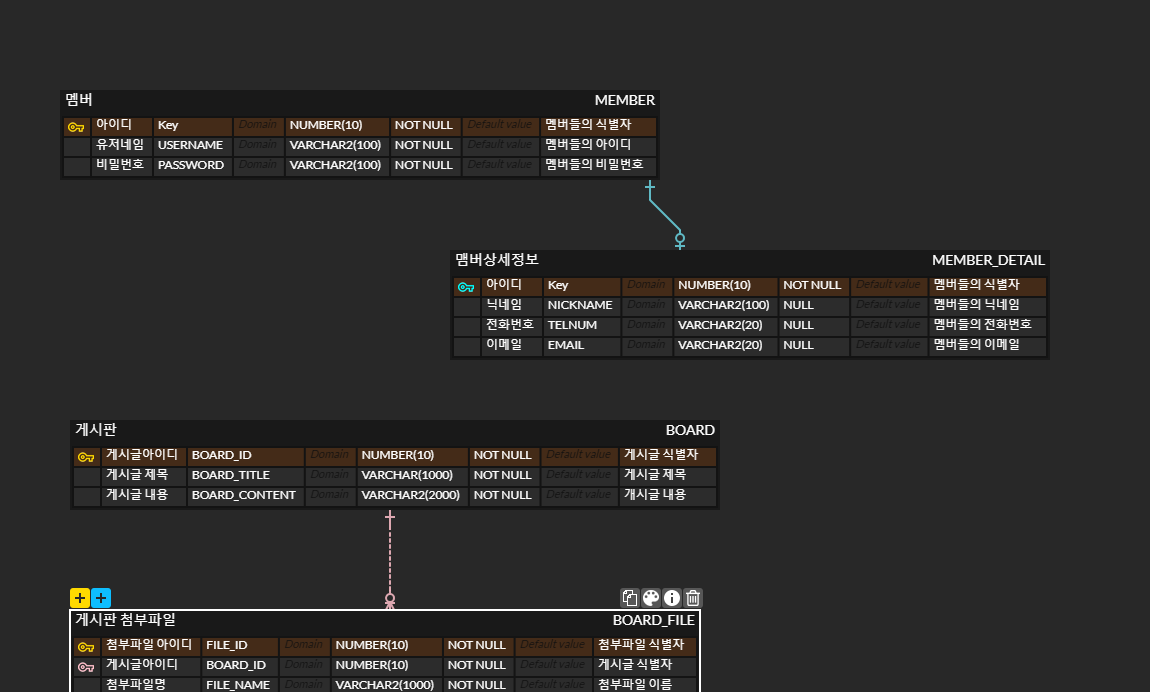 멤버 MEMBER
아이디 Key Domain NUMBER(10) NOT NULL Default value 멤버들의 식별자
유저네임 USERNAME Domain VARCHAR2(100) NOT NULL Default value 멤버들의 아이디
비밀번호 PASSWORD Domain VARCHAR2(100) NOT NULL Default value 멤버들의 비밀번호
맴버상세정보 MEMBER_DETAIL
아이디 Key Domain NUMBER(10) NOT NULL Default value 멤버들의 식별자
닉네임 NICKNAME Domain VARCHAR2(100) NULL Default value 멤버들의 닉네임
전화번호 TELNUM Domain VARCHAR2(20) NULL Default value 멤버들의 전화번호
이메일 EMAIL Domain VARCHAR2(20) NULL Default value 멤버들의 이메일
게시판 BOARD
게시글아이디 BOARD_ID Domain NUMBER(10) NOT NULL Default value 게시글 식별자
게시글 제목 BOARD_TITLE Domain VARCHAR(1000) NOT NULL Default value 게시글 제목
게시글 내용 BOARD_CONTENT Domain VARCHAR2(2000) NOT NULL Default value 개시글 내용
게시판 첨부파일 BOARD_FILE
첨부파일 아이디 FILE_ID Domain NUMBER(10) NOT NULL Default value 첨부파일 식별자
게시글아이디 BOARD_ID Domain NUMBER(10) NOT NULL Default value 게시글 식별자
첨부파일명 FILE_NAME Domain VARCHAR2(1000) NOT NULL Default value 첨부파일 이름